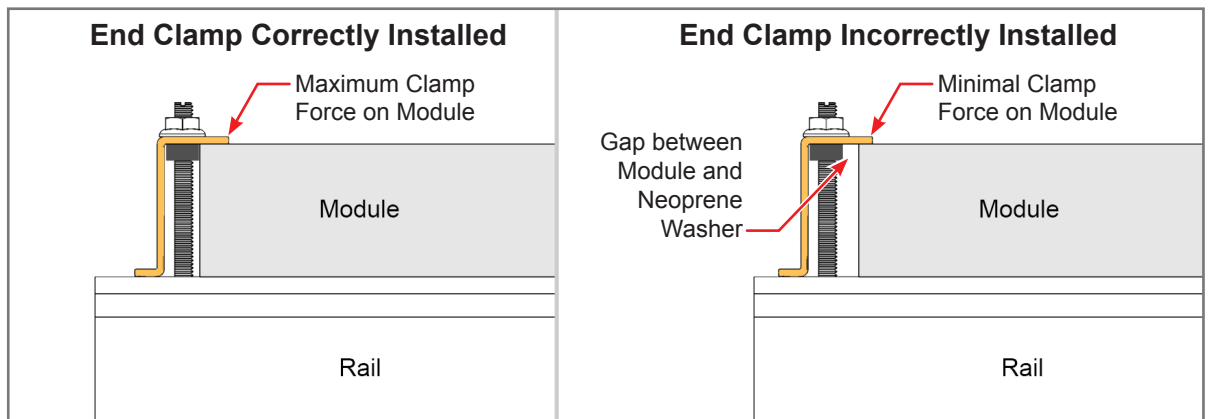 End Clamp Correctly Installed
Maximum Clamp
Force on Module
Module
Rail
End Clamp Incorrectly Installed
Minimal Clamp
Force on Module
Gap between
Module and
Neoprene
Washer
Module
Rail